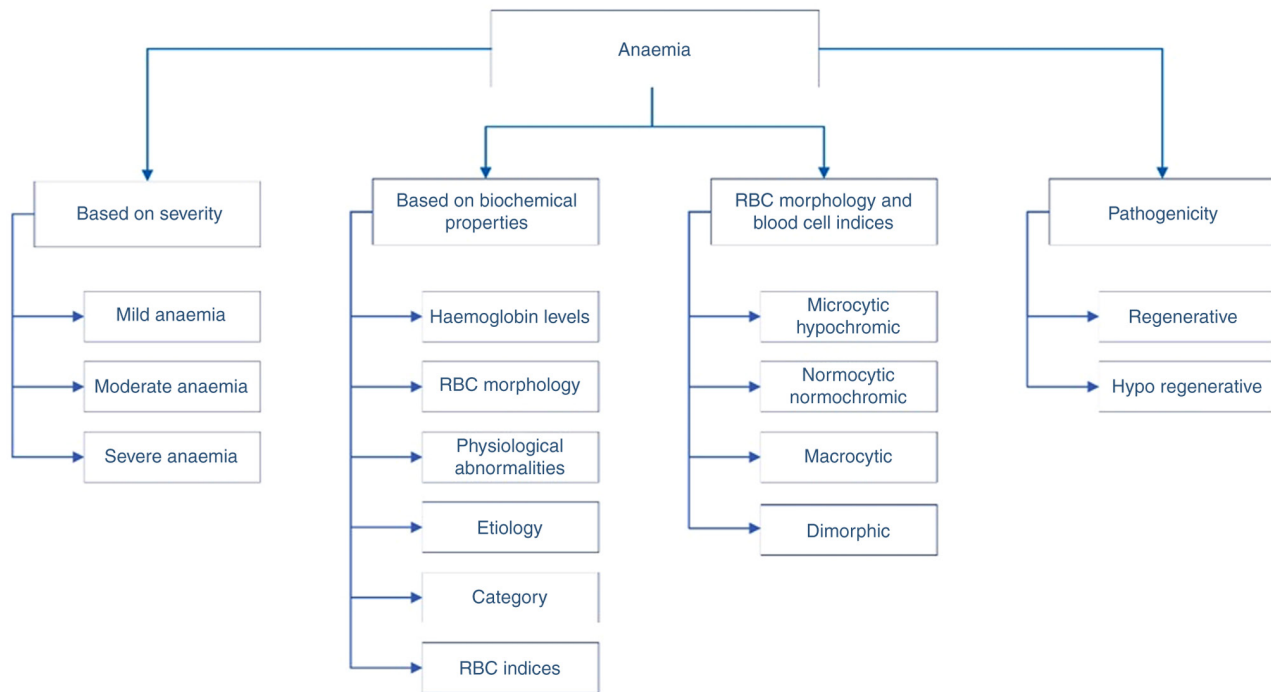 Anaemia
Based on severity
Mild anaemia
Moderate anaemia
Severe anaemia
Based on biochemical
properties
Haemoglobin levels
RBC morphology
Physiological
abnormalities
Etiology
Category
RBC indices
RBC morphology and
blood cell indices
Microcytic
hypochromic
Normocytic
normochromic
Macrocytic
Dimorphic
Pathogenicity
Regenerative
Hypo regenerative